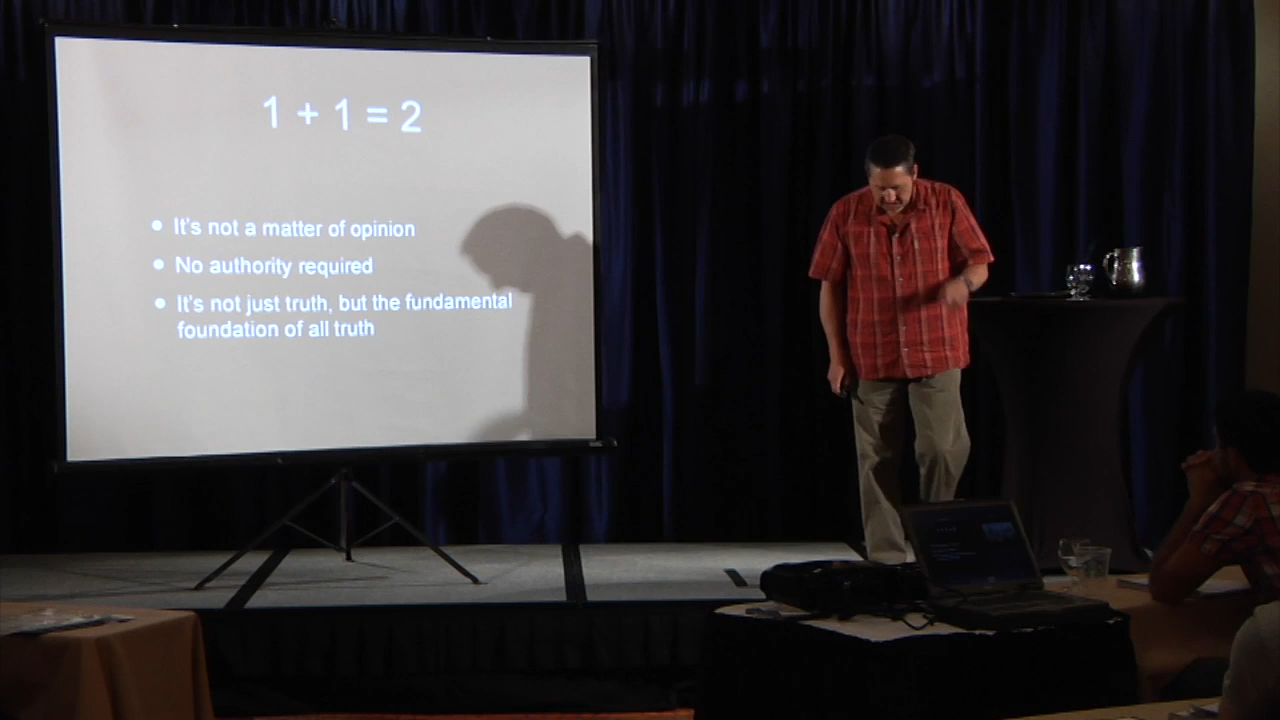 1 + 1 = 2
• It's not a matter of opinion
• No authority required
• It's not just truth, but the fundamental
foundation of all truth